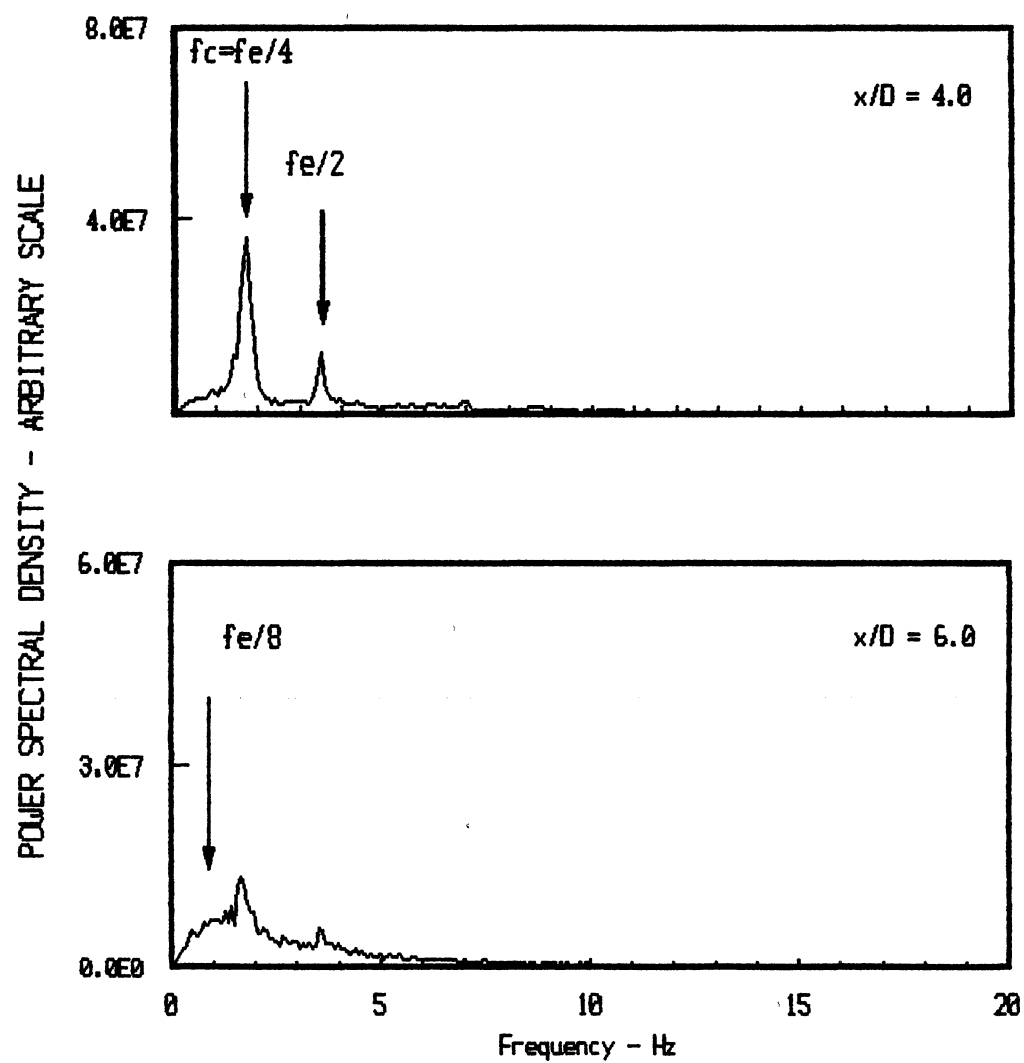 8.0E7
fc=fe/4
x/D = 4.0
fe/2
4.0E7
POWER SPECTRAL DENSITY - ARBITRARY SCALE
6.0E7
fe/8
x/D = 6.0
3.0E7
0.0E0
0 5 10 15 20
Frequency - Hz